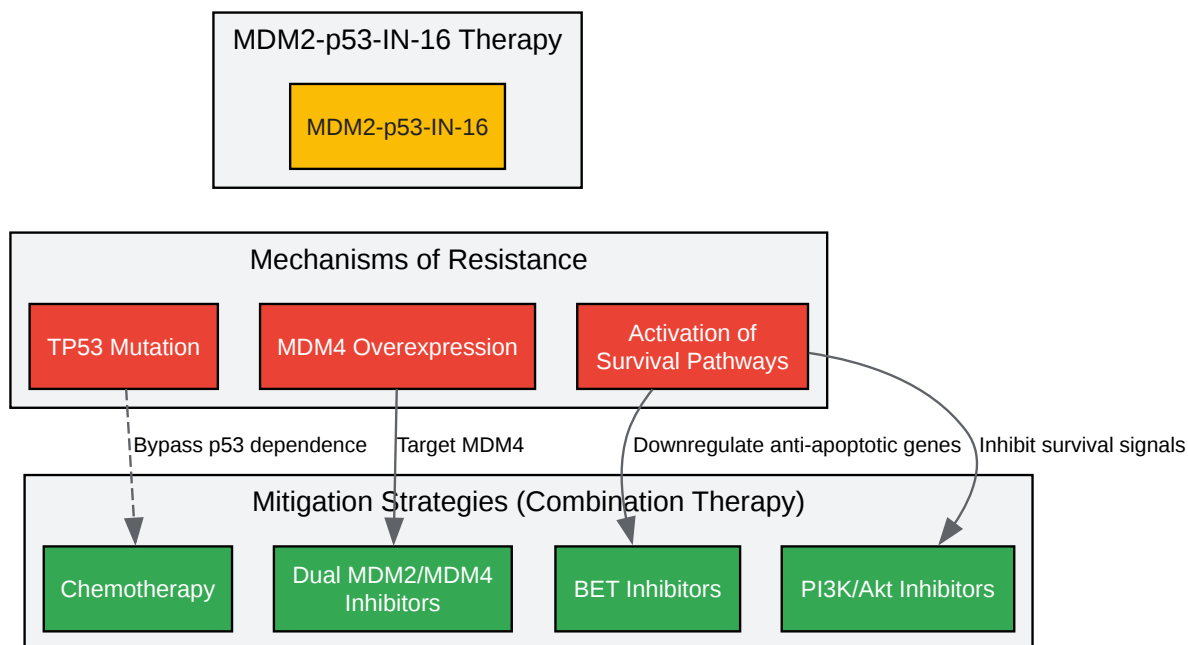 MDM2-p53-IN-16 Therapy
MDM2-p53-IN-16
Mechanisms of Resistance
TP53 Mutation
MDM4 Overexpression
Activation of
Survival Pathways
Bypass p53 dependence
Target MDM4
Downregulate anti-apoptotic genes
Inhibit survival signals
Mitigation Strategies (Combination Therapy)
Chemotherapy
Dual MDM2/MDM4
Inhibitors
BET Inhibitors
PI3K/Akt Inhibitors